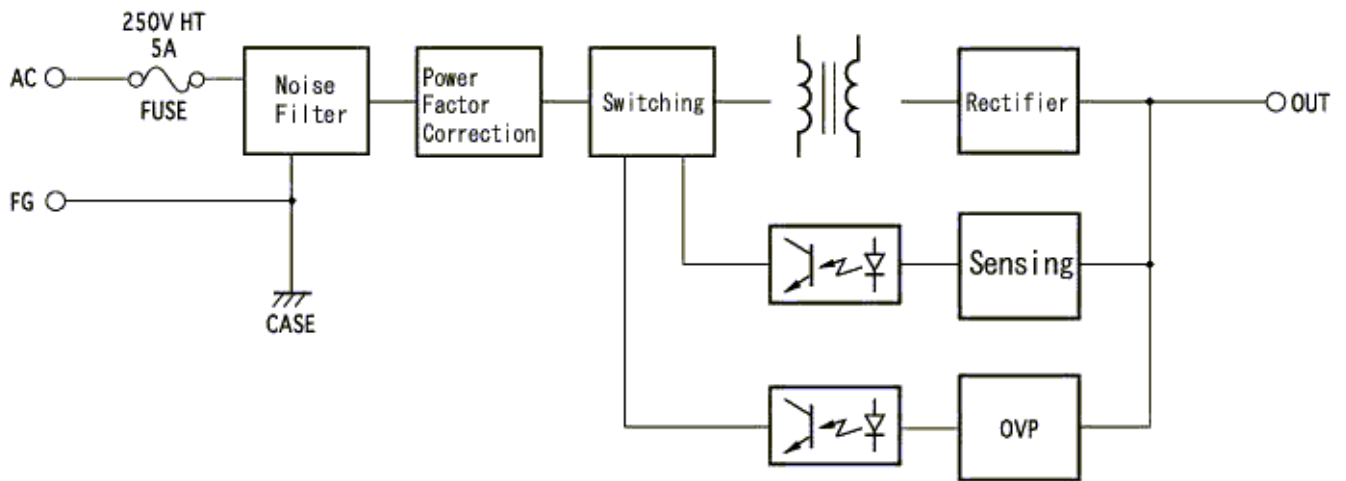 250V HT
5A
AC
FUSE
Noise
Filter
Power
Factor
Correction
Switching
Rectifier
OUT
FG
CASE
Sensing
OVP